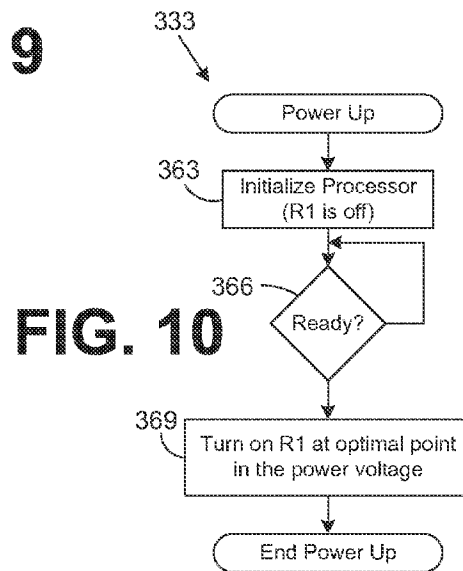 9
333
Power Up
363
Initialize Processor
(R1 is off)
366
Ready?
FIG. 10
369
Turn on R1 at optimal point
in the power voltage
End Power Up